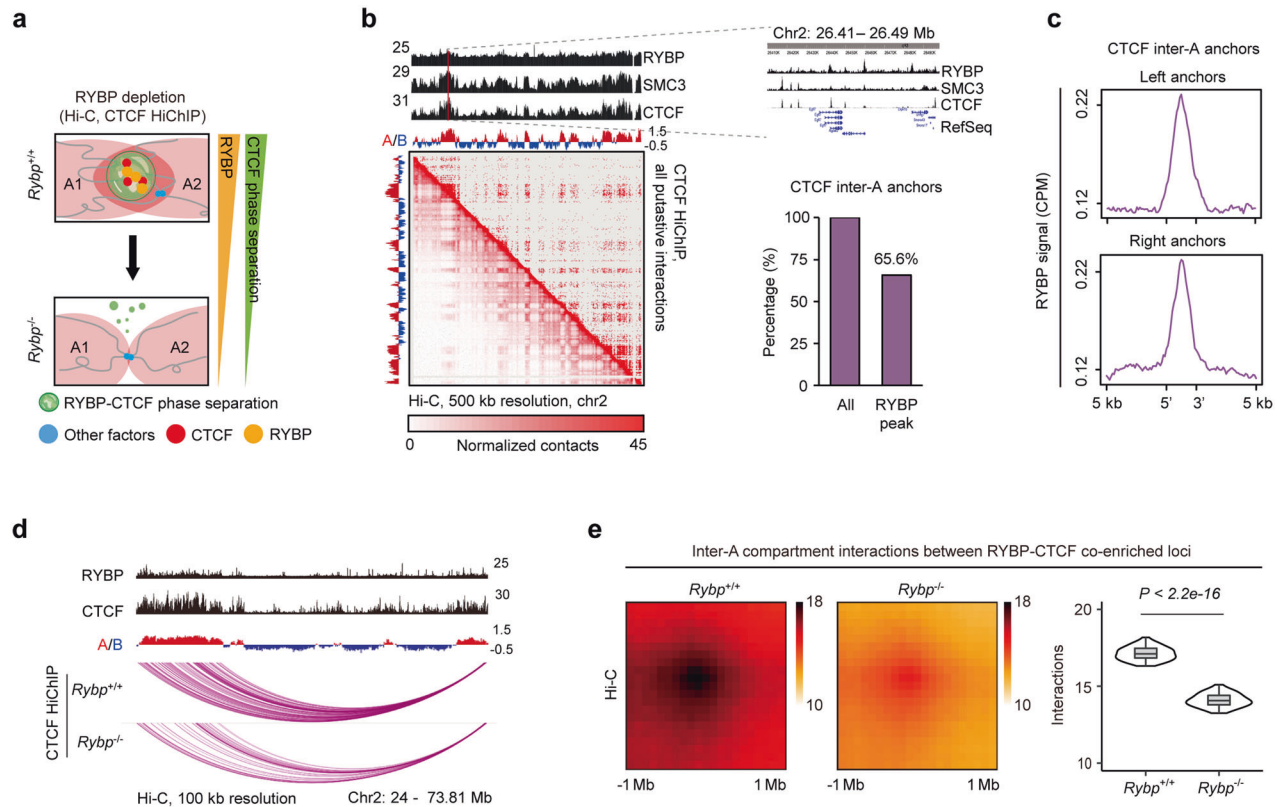 a
RYBP depletion
(Hi-C, CTCF HiChIP)
Rybp+/+
A1
A2
RYBP
CTCF phase separation
Rybp-/-
A1
A2
RYBP-CTCF phase separation
Other factors
CTCF
RYBP
b
25
RYBP
29
SMC3
31
CTCF
A/B
1.5
-0.5
CTCF HiChIP,
all putastive interactions
Hi-C, 500 kb resolution, chr2
0
Normalized contacts
45
Chr2: 26.41– 26.49 Mb
RYBP
SMC3
CTCF
RefSeq
CTCF inter-A anchors
Percentage (%)
100
75
50
25
0
65.6%
All
RYBP
peak
c
CTCF inter-A anchors
Left anchors
RYBP signal (CPM)
0.22
0.12
Right anchors
0.22
0.12
5 kb
5'
3'
5 kb
d
RYBP
25
CTCF
30
A/B
1.5
-0.5
CTCF HiChIP
Rybp+/+
Rybp-/-
Hi-C, 100 kb resolution
Chr2: 24 - 73.81 Mb
e
Inter-A compartment interactions between RYBP-CTCF co-enriched loci
Rybp+/+
Rybp-/-
Hi-C
18
10
18
10
-1 Mb
1 Mb
-1 Mb
1 Mb
P < 2.2e-16
Interactions
20
15
10
Rybp+/+
Rybp-/-